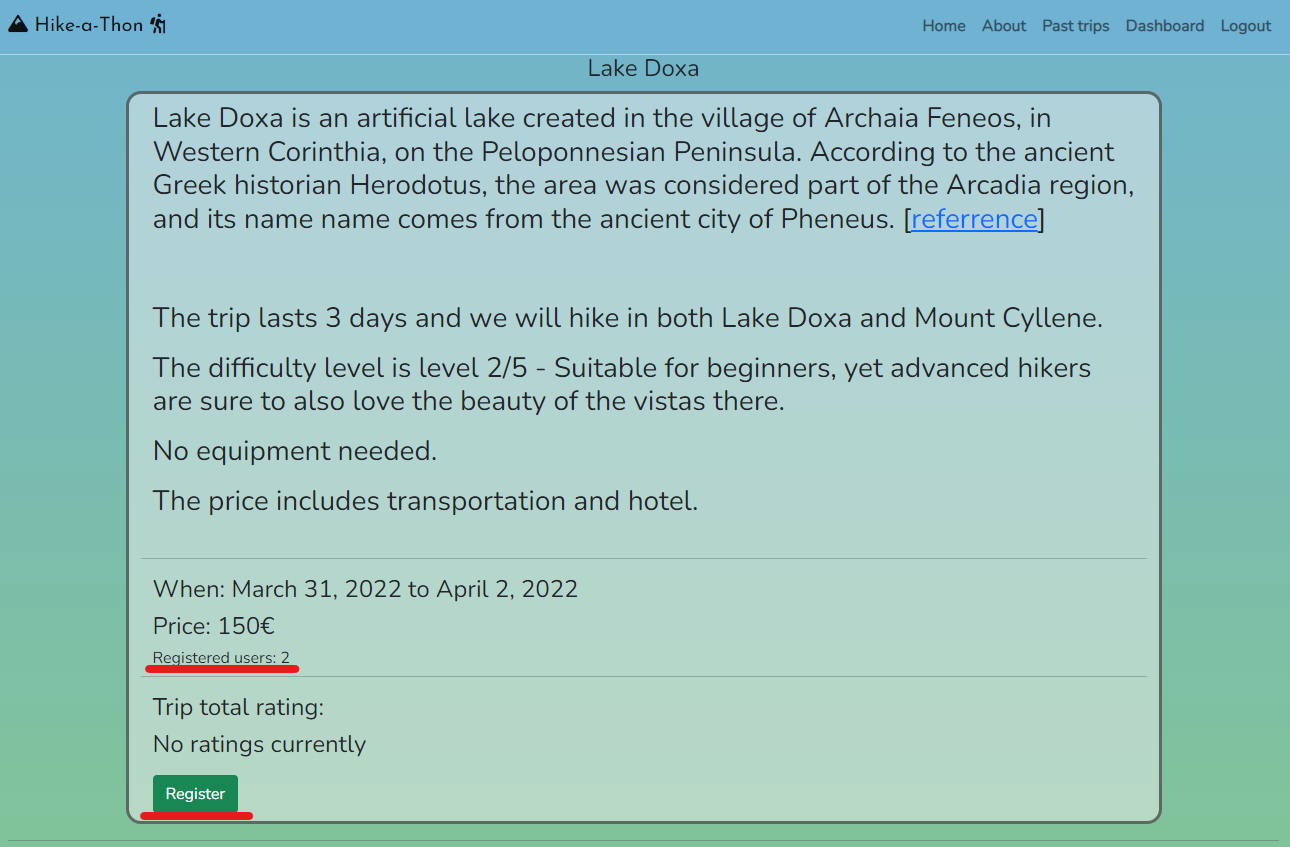 Hike-a-Thon
Home About Past trips Dashboard Logout
Lake Doxa
Lake Doxa is an artificial lake created in the village of Archaia Feneos, in
Western Corinthia, on the Peloponnesian Peninsula. According to the ancient
Greek historian Herodotus, the area was considered part of the Arcadia region,
and its name name comes from the ancient city of Pheneus. [referrence]
The trip lasts 3 days and we will hike in both Lake Doxa and Mount Cyllene.
The difficulty level is level 2/5 - Suitable for beginners, yet advanced hikers
are sure to also love the beauty of the vistas there.
No equipment needed.
The price includes transportation and hotel.
When: March 31, 2022 to April 2, 2022
Price: 150€
Registered users: 2
Trip total rating:
No ratings currently
Register